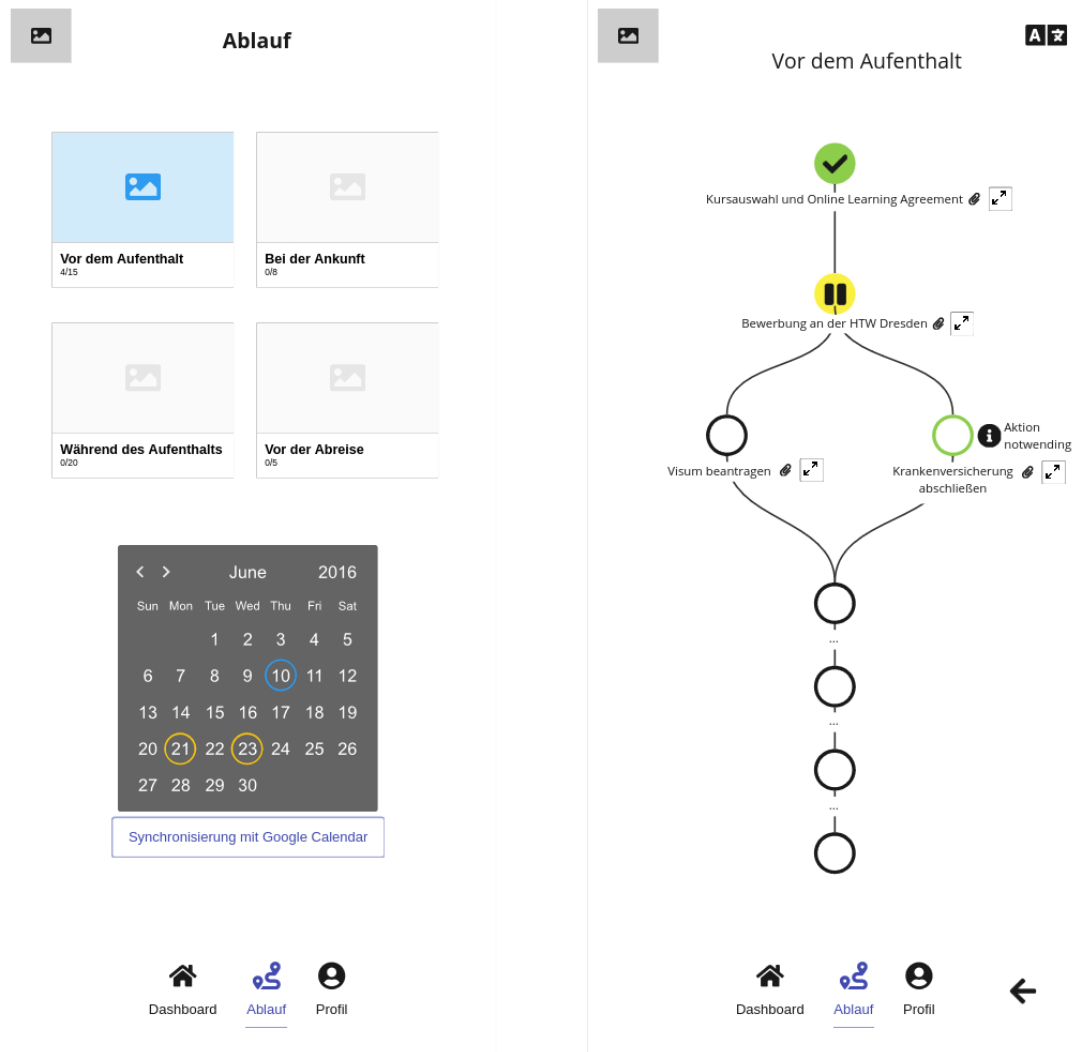 Ablauf
Vor dem Aufenthalt
4/15
Bei der Ankunft
0/8
Während des Aufenthalts
0/20
Vor der Abreise
0/5
June 2016
Sun Mon Tue Wed Thu Fri Sat
1 2 3 4 5
6 7 8 9 10 11 12
13 14 15 16 17 18 19
20 21 22 23 24 25 26
27 28 29 30
Synchronisierung mit Google Calendar
Dashboard Ablauf Profil
A 文
Vor dem Aufenthalt
Kursauswahl und Online Learning Agreement
Bewerbung an der HTW Dresden
Visum beantragen
Aktion
notwending
Krankenversicherung
abschließen
...
...
...
Dashboard Ablauf Profil